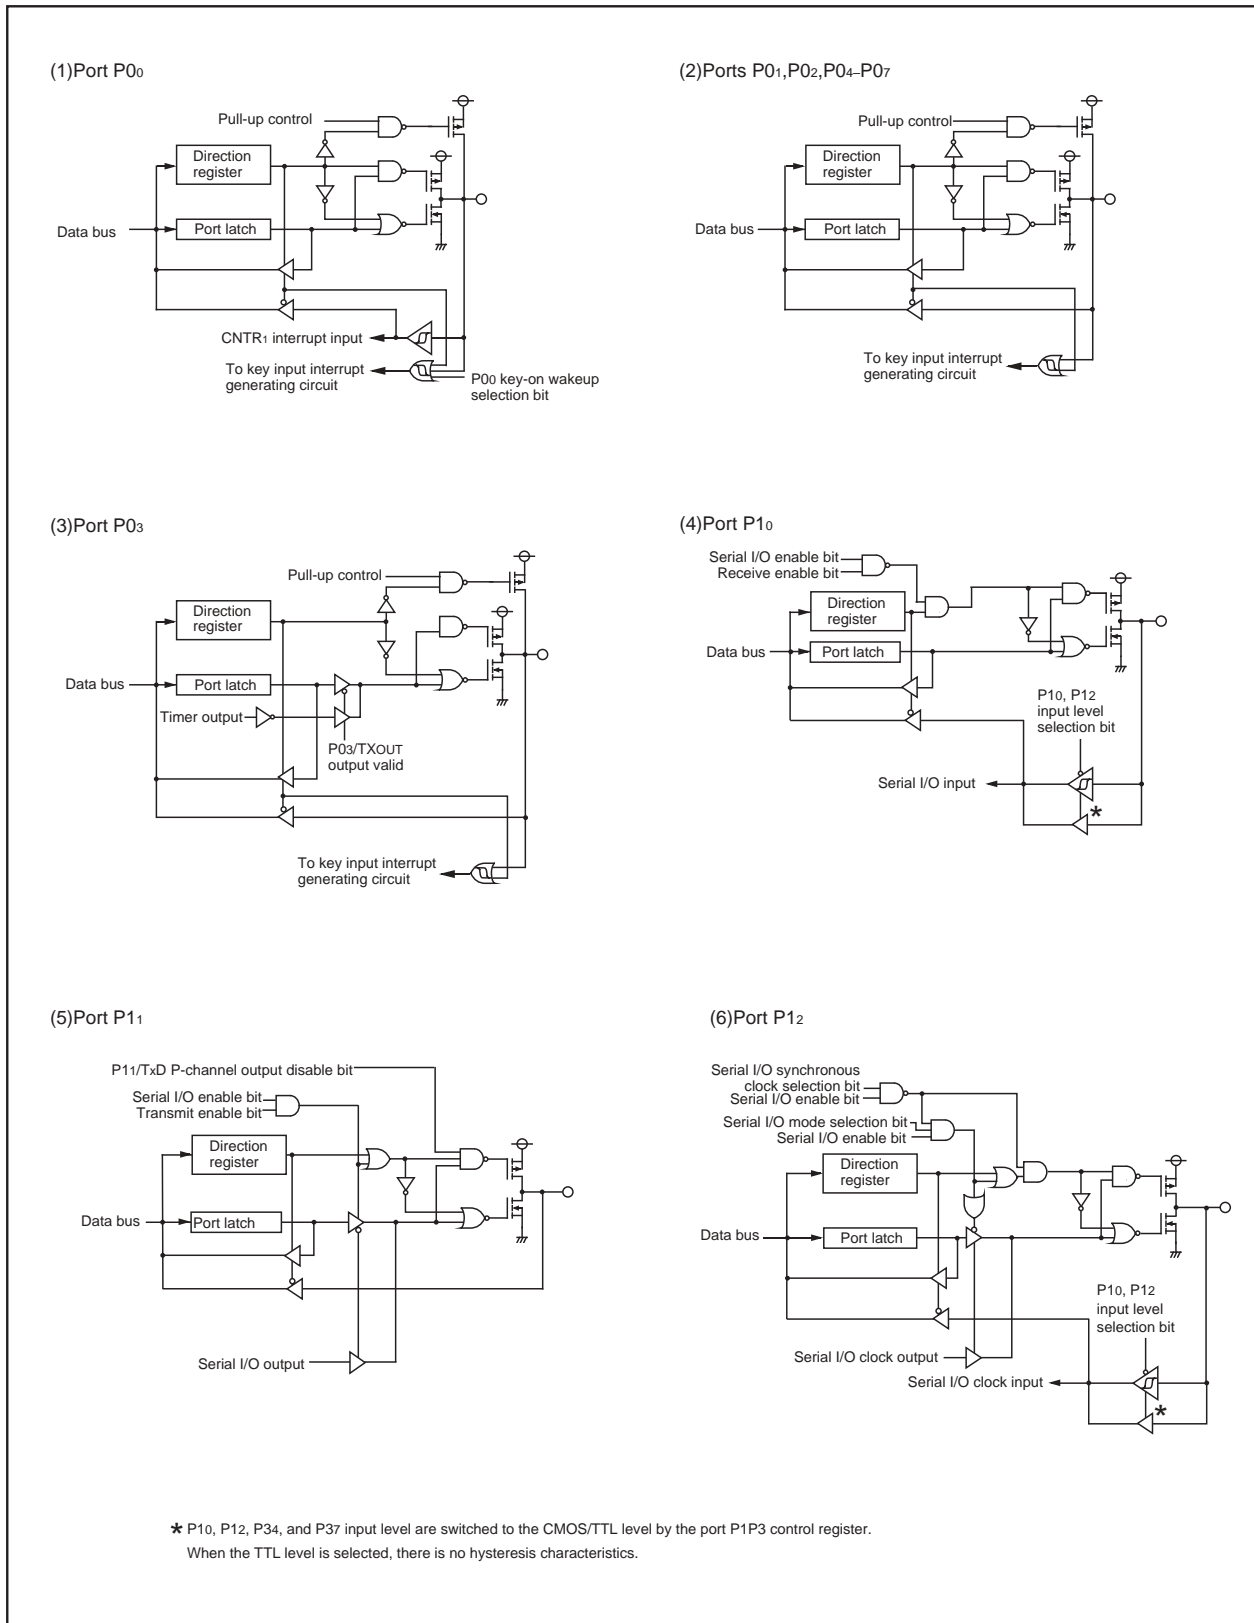 (1)Port P00
Pull-up control
Direction
register
Data bus
Port latch
CNTR1 interrupt input
To key input interrupt
generating circuit
P00 key-on wakeup
selection bit
(2)Ports P01,P02,P04–P07
Pull-up control
Direction
register
Data bus
Port latch
To key input interrupt
generating circuit
(3)Port P03
Pull-up control
Direction
register
Data bus
Port latch
Timer output
P03/TXOUT
output valid
To key input interrupt
generating circuit
(4)Port P10
Serial I/O enable bit
Receive enable bit
Direction
register
Data bus
Port latch
P10, P12
input level
selection bit
Serial I/O input
*
(5)Port P11
P11/TxD P-channel output disable bit
Serial I/O enable bit
Transmit enable bit
Direction
register
Data bus
Port latch
Serial I/O output
(6)Port P12
Serial I/O synchronous
clock selection bit
Serial I/O enable bit
Serial I/O mode selection bit
Serial I/O enable bit
Direction
register
Data bus
Port latch
P10, P12
input level
selection bit
Serial I/O clock output
Serial I/O clock input
*
* P10, P12, P34, and P37 input level are switched to the CMOS/TTL level by the port P1P3 control register.
When the TTL level is selected, there is no hysteresis characteristics.